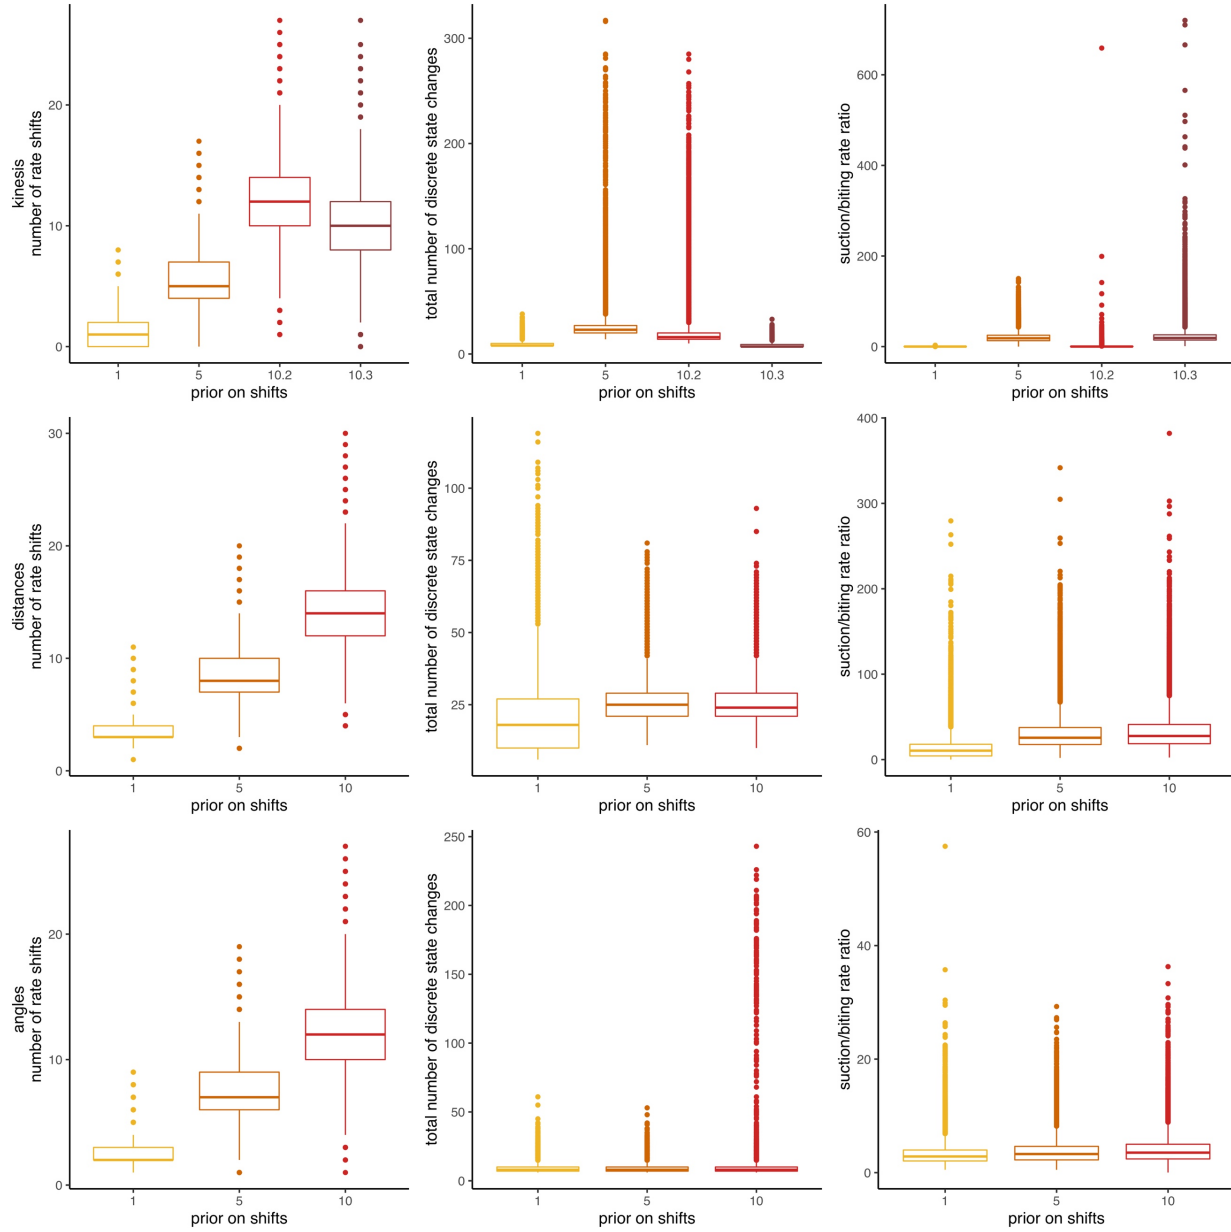 kinesis
number of rate shifts
20
10
0
1 5 10.2 10.3
prior on shifts
total number of discrete state changes
300
200
100
0
1 5 10.2 10.3
prior on shifts
suction/biting rate ratio
600
400
200
0
1 5 10.2 10.3
prior on shifts
distances
number of rate shifts
30
20
10
0
1 5 10
prior on shifts
total number of discrete state changes
100
75
50
25
1 5 10
prior on shifts
suction/biting rate ratio
400
300
200
100
0
1 5 10
prior on shifts
angles
number of rate shifts
20
10
0
1 5 10
prior on shifts
total number of discrete state changes
250
200
150
100
50
0
1 5 10
prior on shifts
suction/biting rate ratio
60
40
20
0
1 5 10
prior on shifts